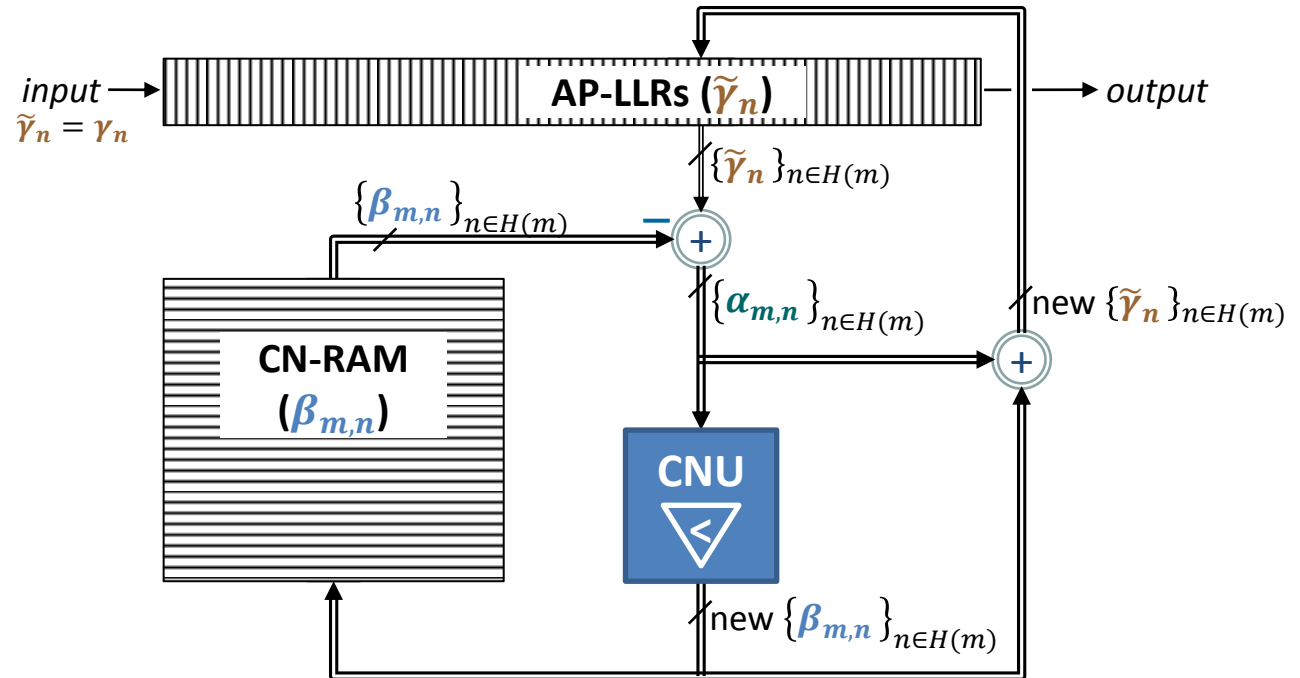 input
γ̃ₙ = γₙ
AP-LLRs (γ̃ₙ)
output
{γ̃ₙ}ₙ∈H(m)
{βm,n}n∈H(m)
−
+
{αm,n}n∈H(m)
new {γ̃ₙ}n∈H(m)
+
CN-RAM
(βm,n)
CNU
<
new {βm,n}n∈H(m)